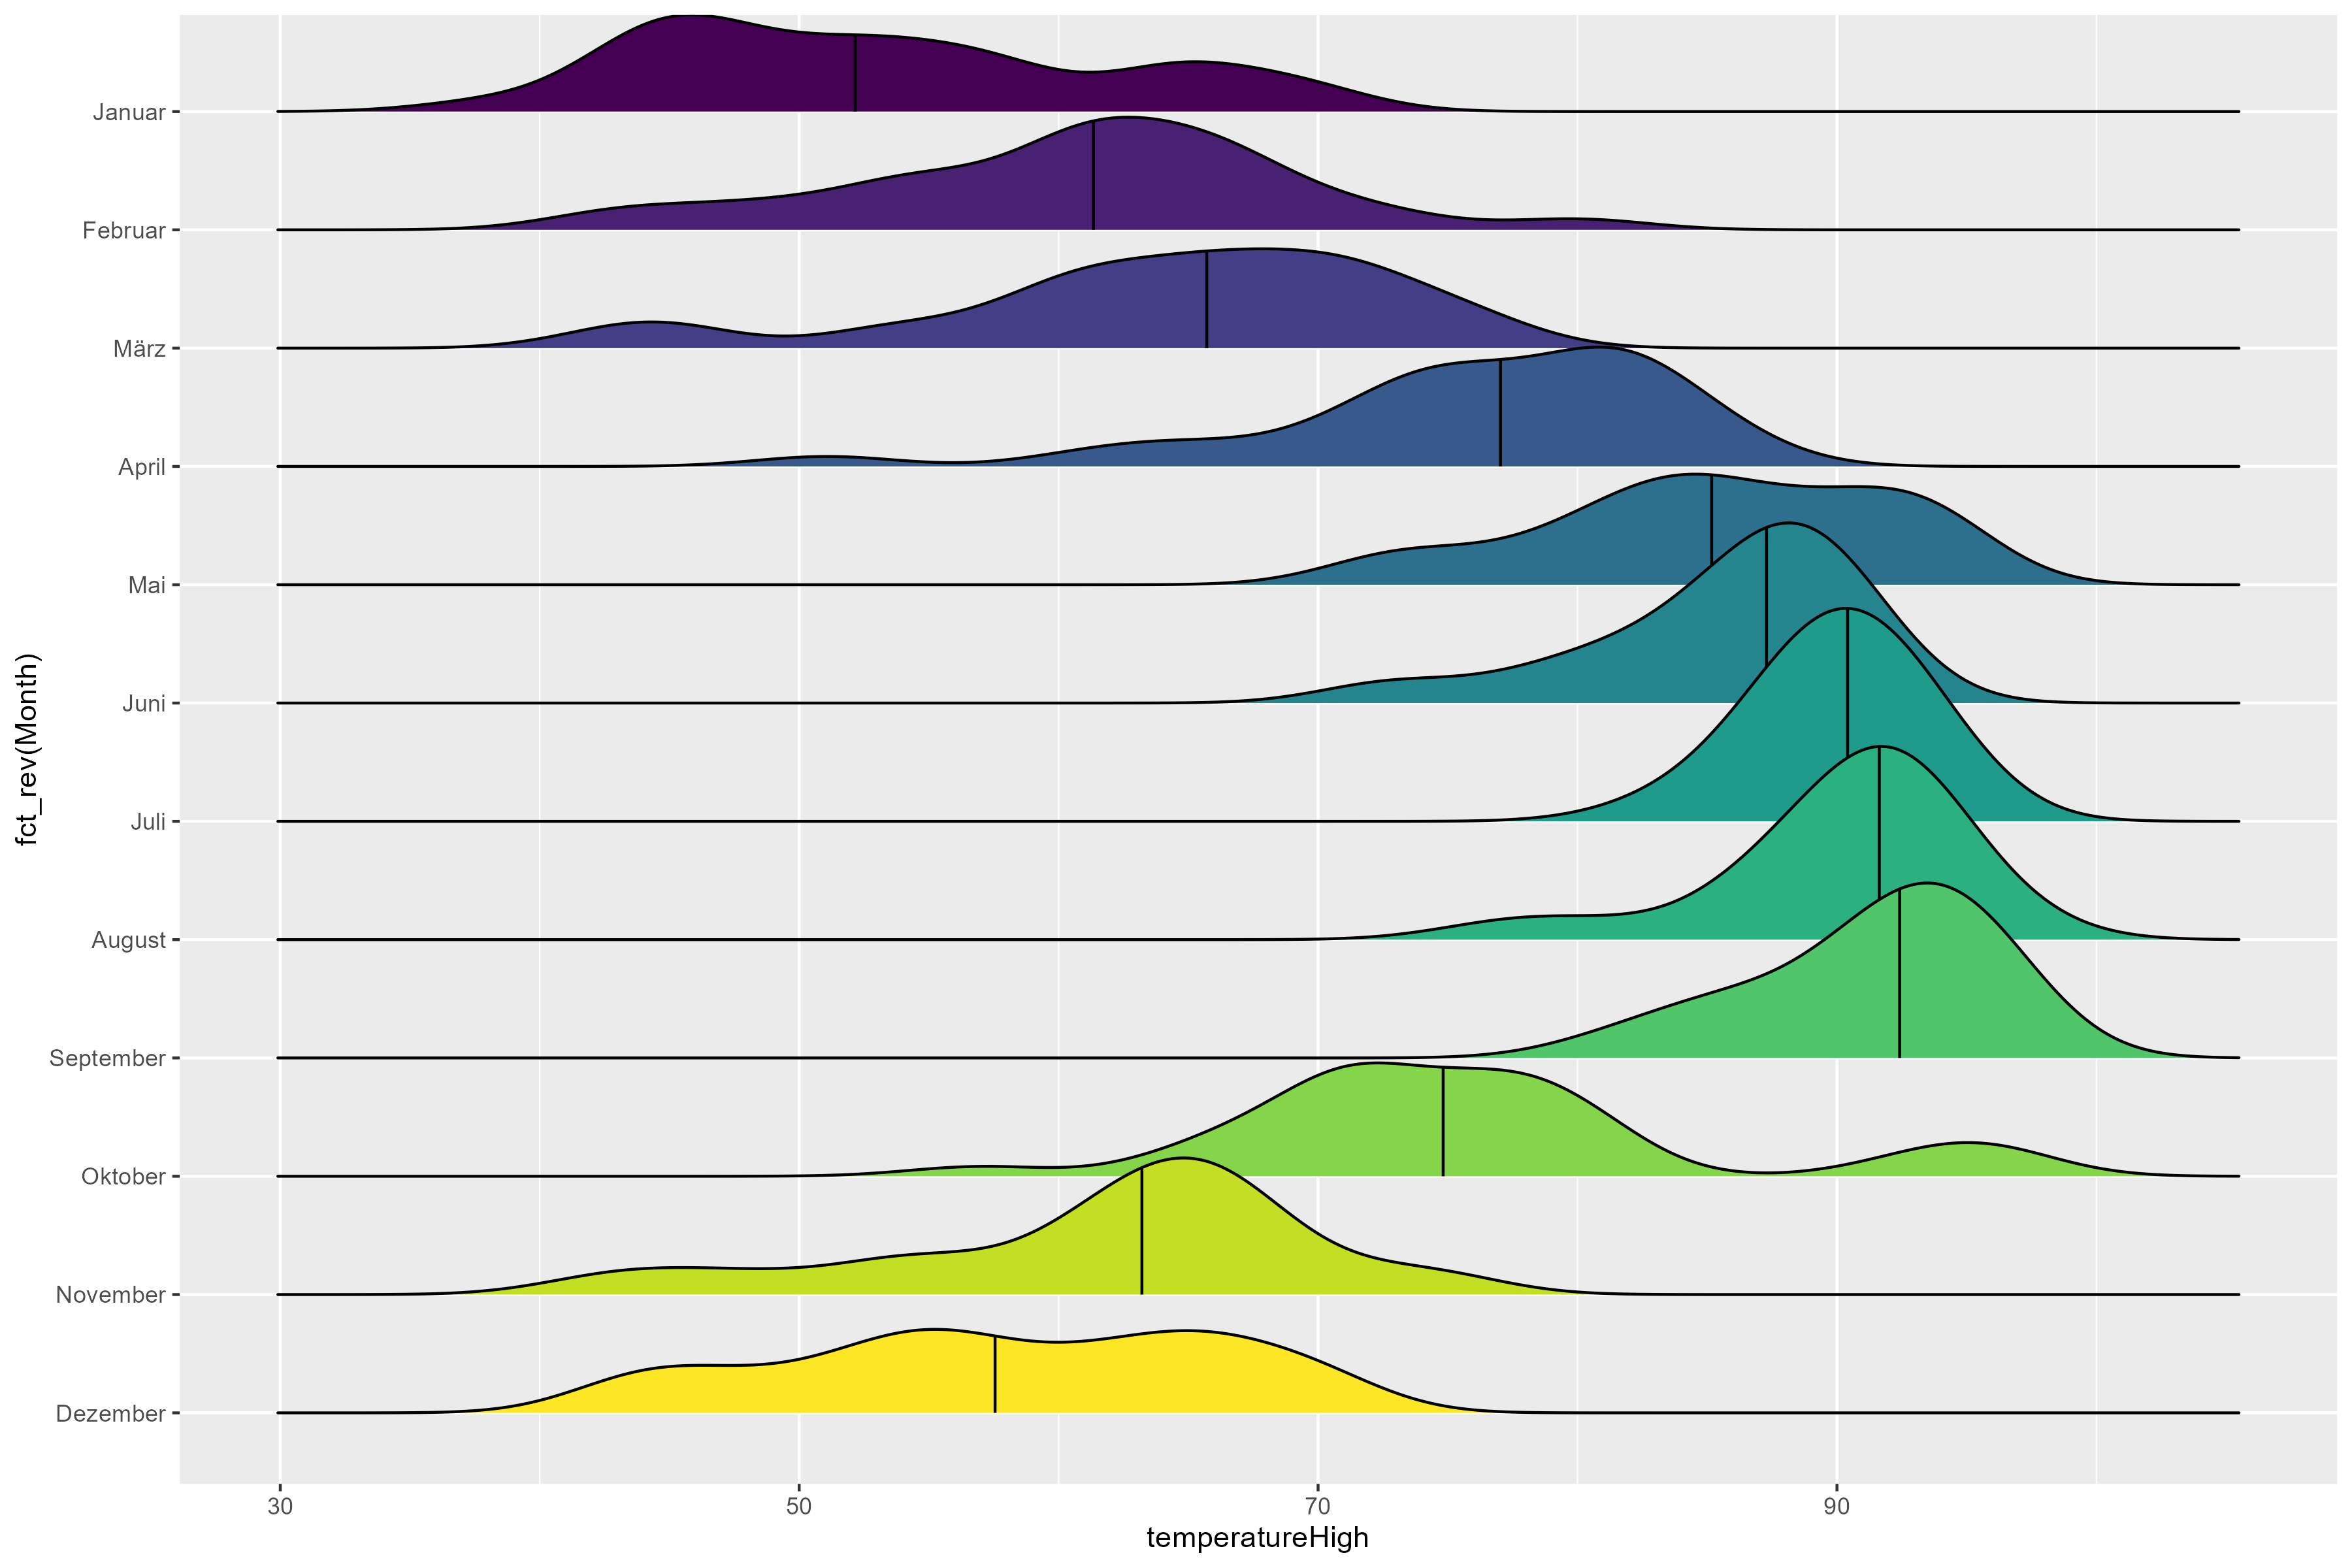 fct_rev(Month)
Januar
Februar
März
April
Mai
Juni
Juli
August
September
Oktober
November
Dezember
30 50 70 90
temperatureHigh